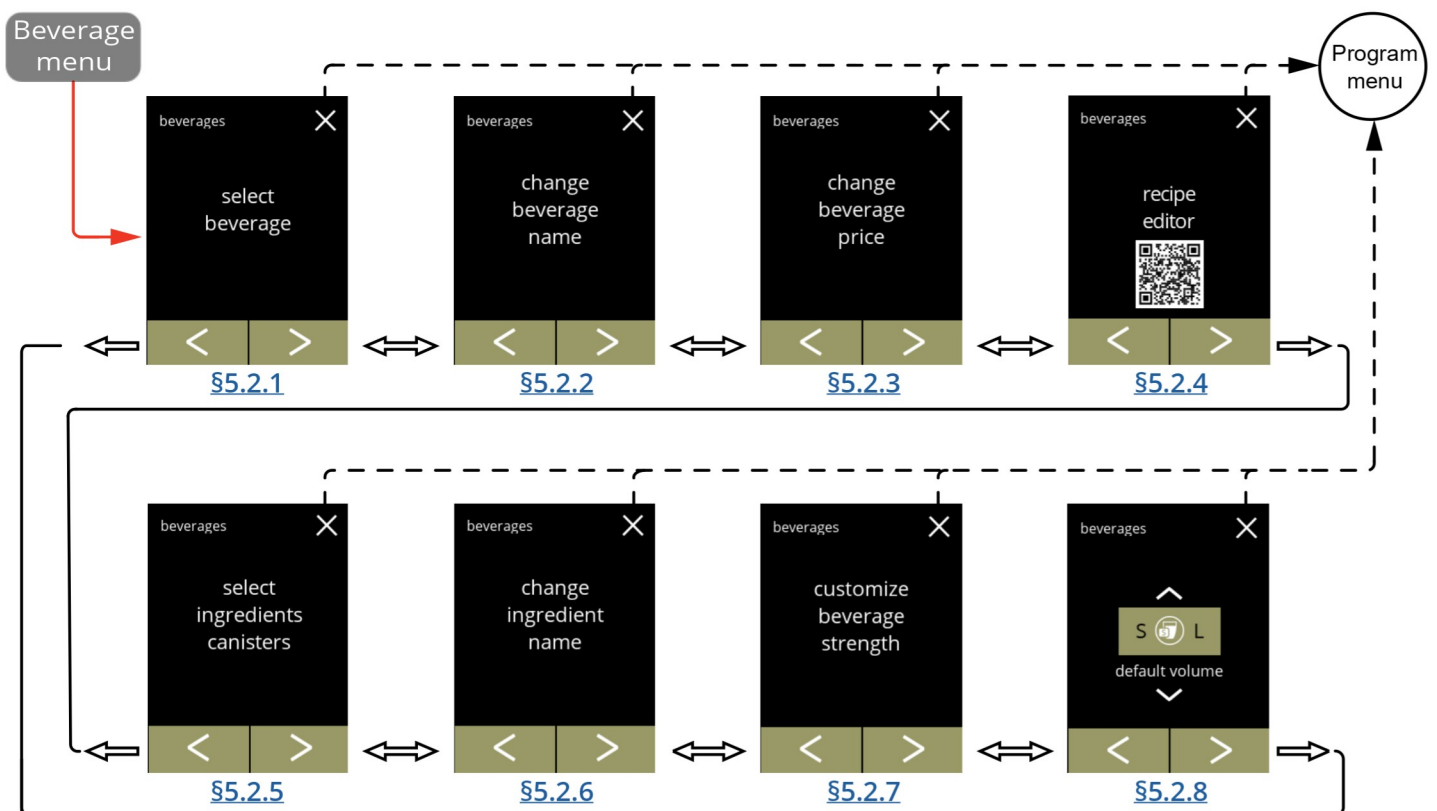 Beverage
menu
Program
menu
beverages
select
beverage
§5.2.1
beverages
change
beverage
name
§5.2.2
beverages
change
beverage
price
§5.2.3
beverages
recipe
editor
§5.2.4
beverages
select
ingredients
canisters
§5.2.5
beverages
change
ingredient
name
§5.2.6
beverages
customize
beverage
strength
§5.2.7
beverages
S S L
default volume
§5.2.8